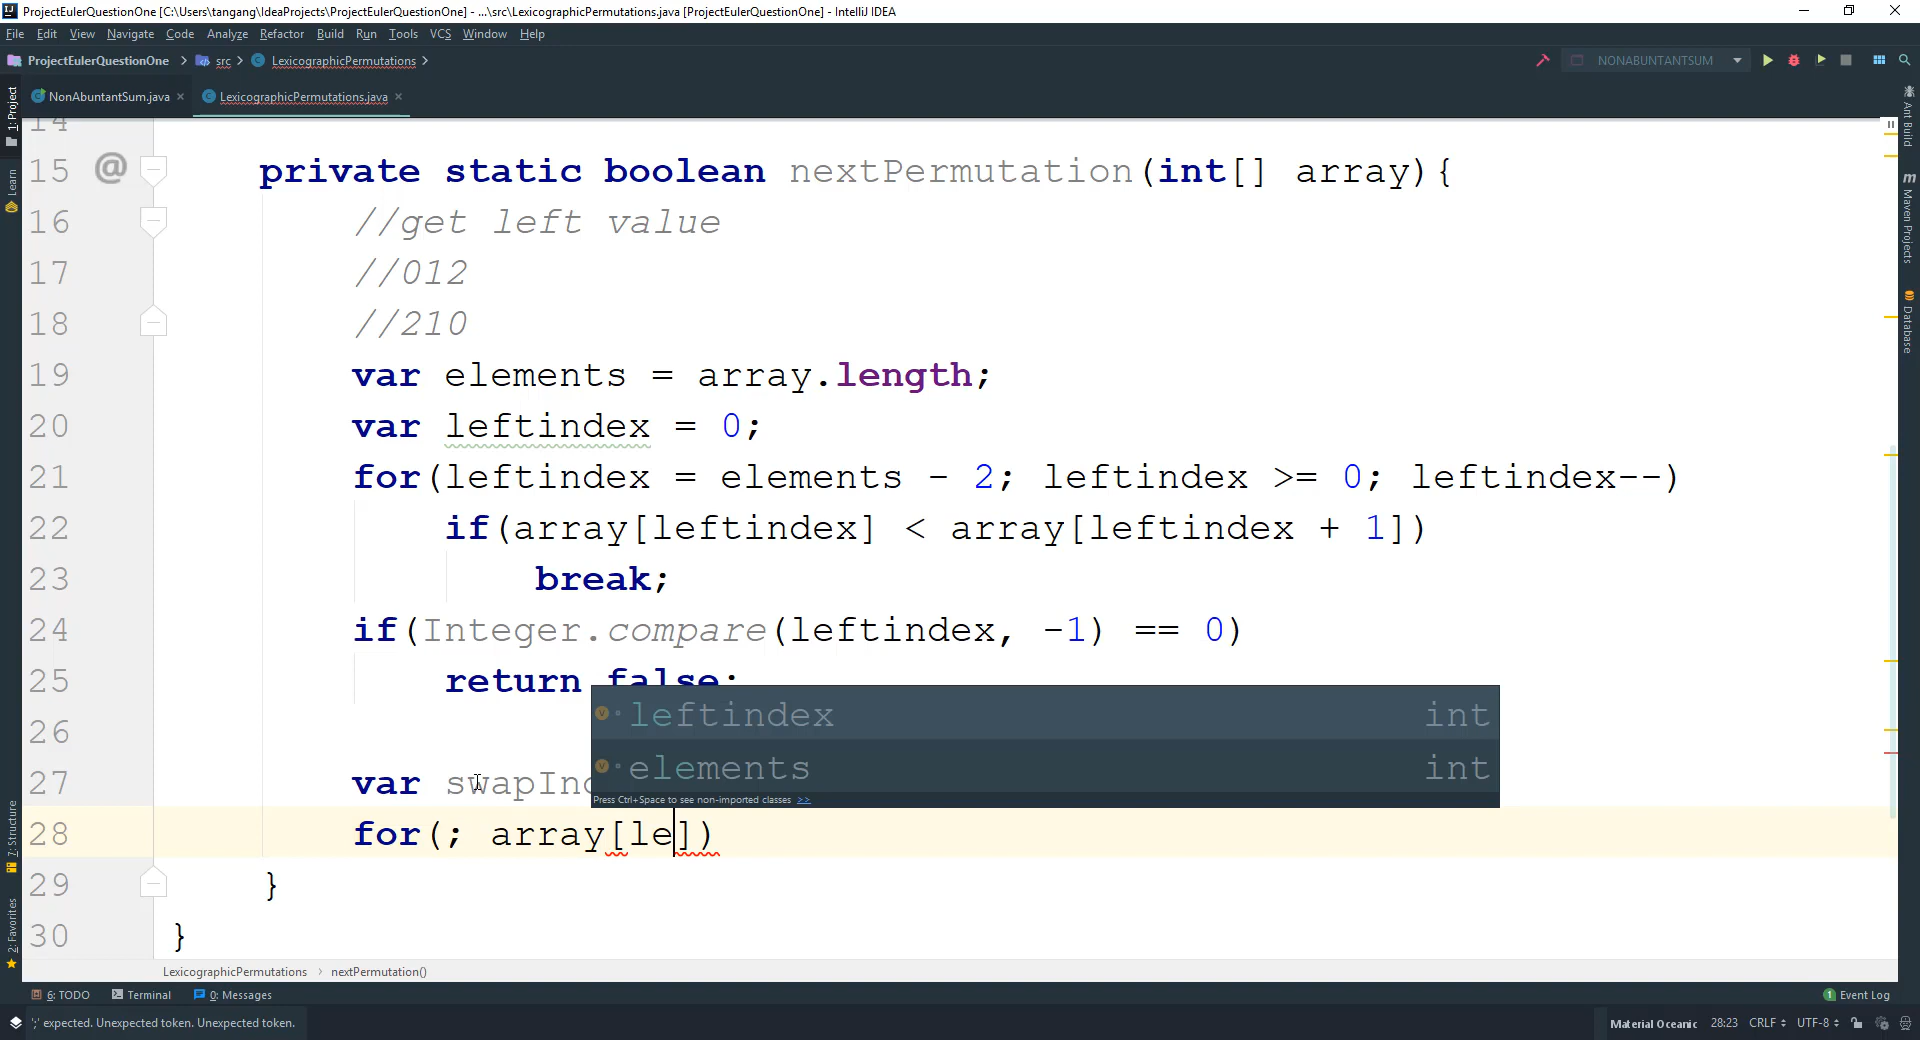 ProjectEulerQuestionOne [C:\Users\tangang\IdeaProjects\ProjectEulerQuestionOne] - ...\src\LexicographicPermutations.java [ProjectEulerQuestionOne] - IntelliJ IDEA
File Edit View Navigate Code Analyze Refactor Build Run Tools VCS Window Help
ProjectEulerQuestionOne src LexicographicPermutations NONABUNTANTSUM
NonAbuntantSum.java LexicographicPermutations.java
1: Project
Learn
7: Structure
2: Favorites
14
15 @ private static boolean nextPermutation(int[] array){
16 //get left value
17 //012
18 //210
19 var elements = array.length;
20 var leftindex = 0;
21 for(leftindex = elements - 2; leftindex >= 0; leftindex--)
22 if(array[leftindex] < array[leftindex + 1])
23 break;
24 if(Integer.compare(leftindex, -1) == 0)
25 return false;
26
27 var swapInd
28 for(; array[le])
29 }
30 }
leftindex int
elements int
Press Ctrl+Space to see non-imported classes >>
Ant Build
Maven Projects
Database
LexicographicPermutations nextPermutation()
6: TODO Terminal 0: Messages 1 Event Log
';' expected. Unexpected token. Unexpected token. Material Oceanic 28:23 CRLF UTF-8